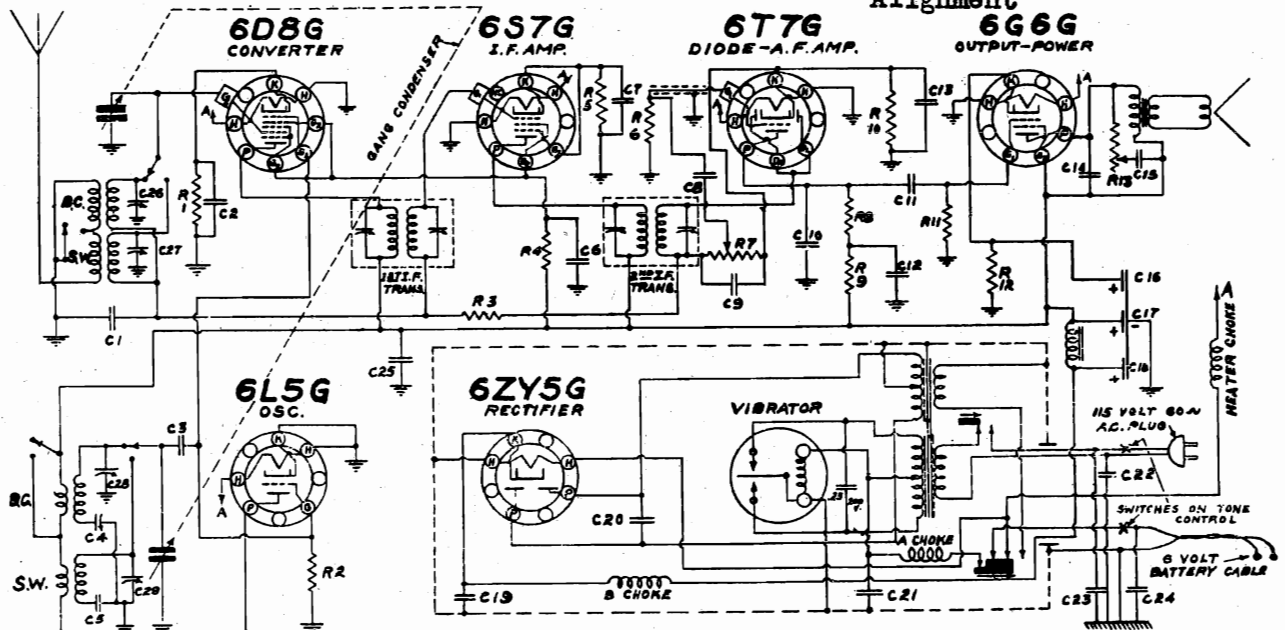 Alignment
6D8G
CONVERTER
6S7G
I.F. AMP.
6T7G
DIODE-A.F. AMP.
6G6G
OUTPUT-POWER
GANG CONDENSER
A
K
H
G
P
R1
C2
C26
C27
B.C.
S.W.
C1
1ST I.F. TRANS.
R3
R4
C6
R5
C7
R6
C8
2ND I.F. TRANS.
R7
C9
C10
R8
R9
C12
R10
C13
C11
R11
R12
C14
R13
C15
C16
C17
C18
C25
A
HEATER CHOKE
6L5G
OSC.
6ZY5G
RECTIFIER
VIBRATOR
115 VOLT 60~
A.C. PLUG
C22
SWITCHES ON TONE
CONTROL
6 VOLT
BATTERY CABLE
C3
C28
B.C.
C4
S.W.
C5
C29
A
K
H
P
G
R2
K
H
P
C19
C20
B CHOKE
A CHOKE
C21
C23
C24